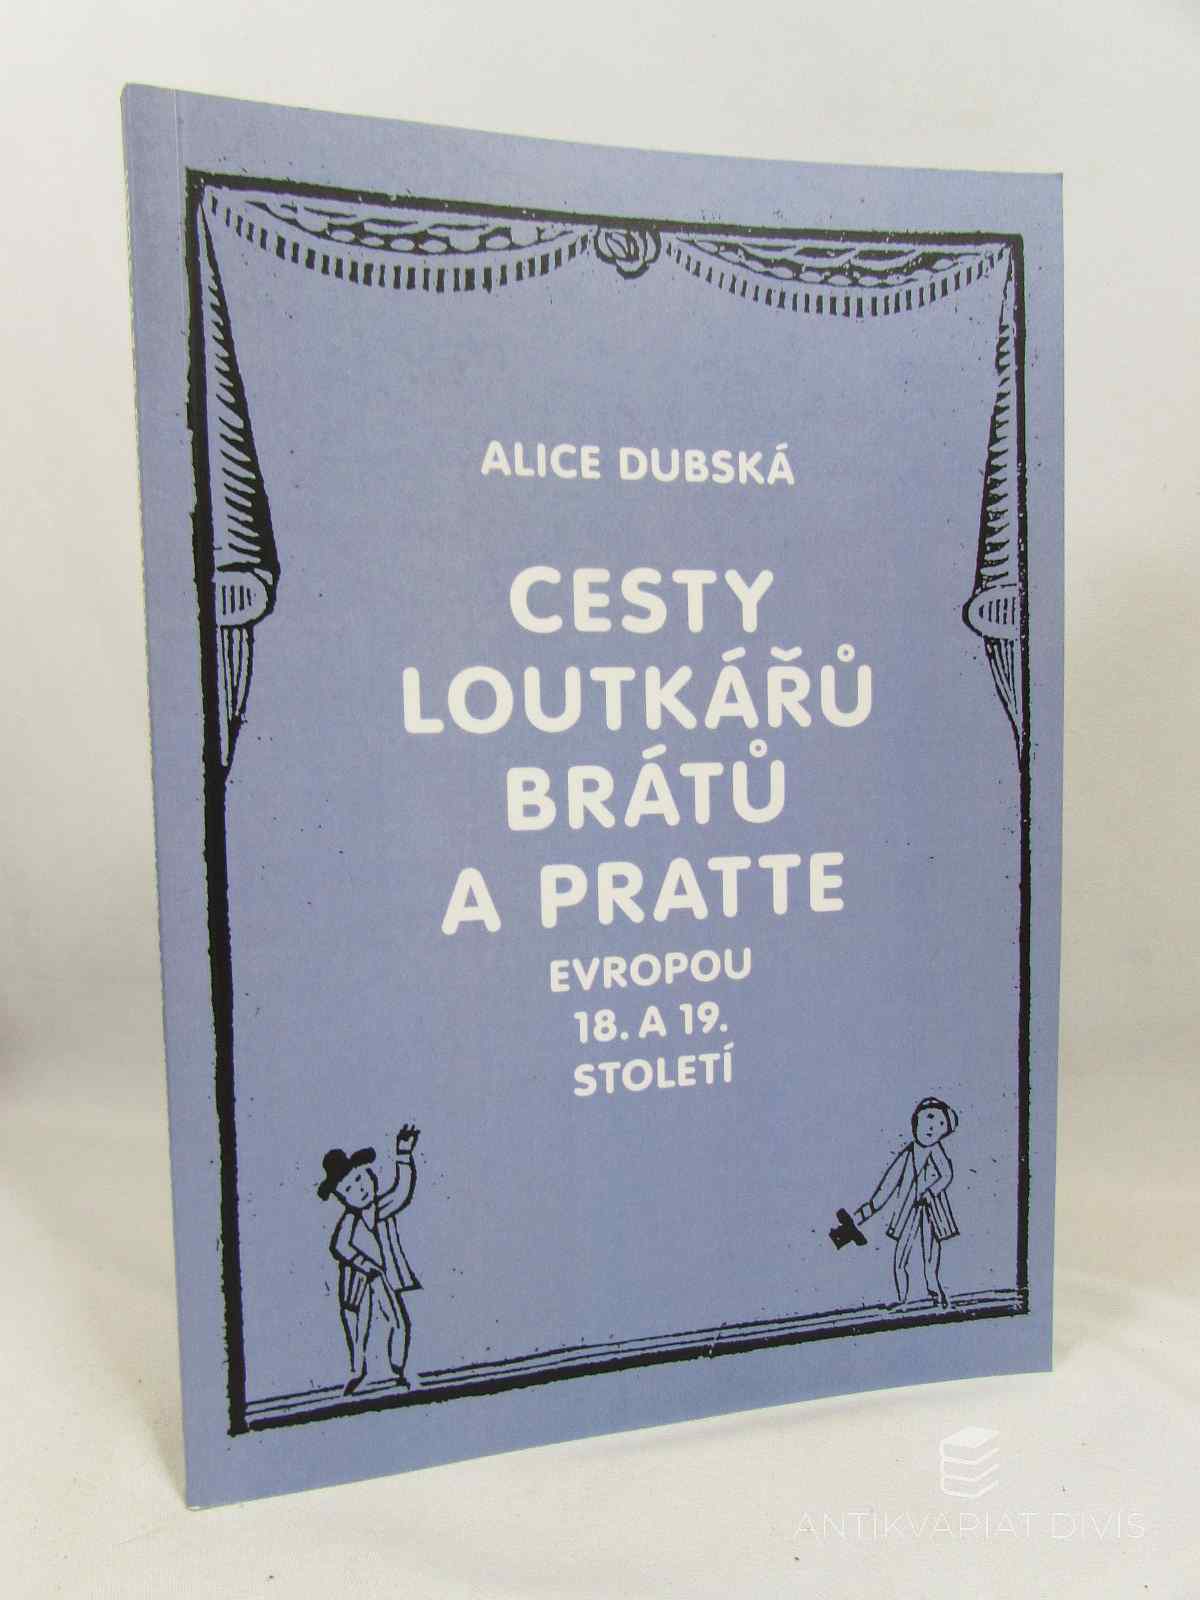 ALICE DUBSKÁ
CESTY
LOUTKÁŘŮ
BRÁTŮ
A PRATTE
EVROPOU
18. A 19.
STOLETÍ
ANTIKVARIAT DIVIS